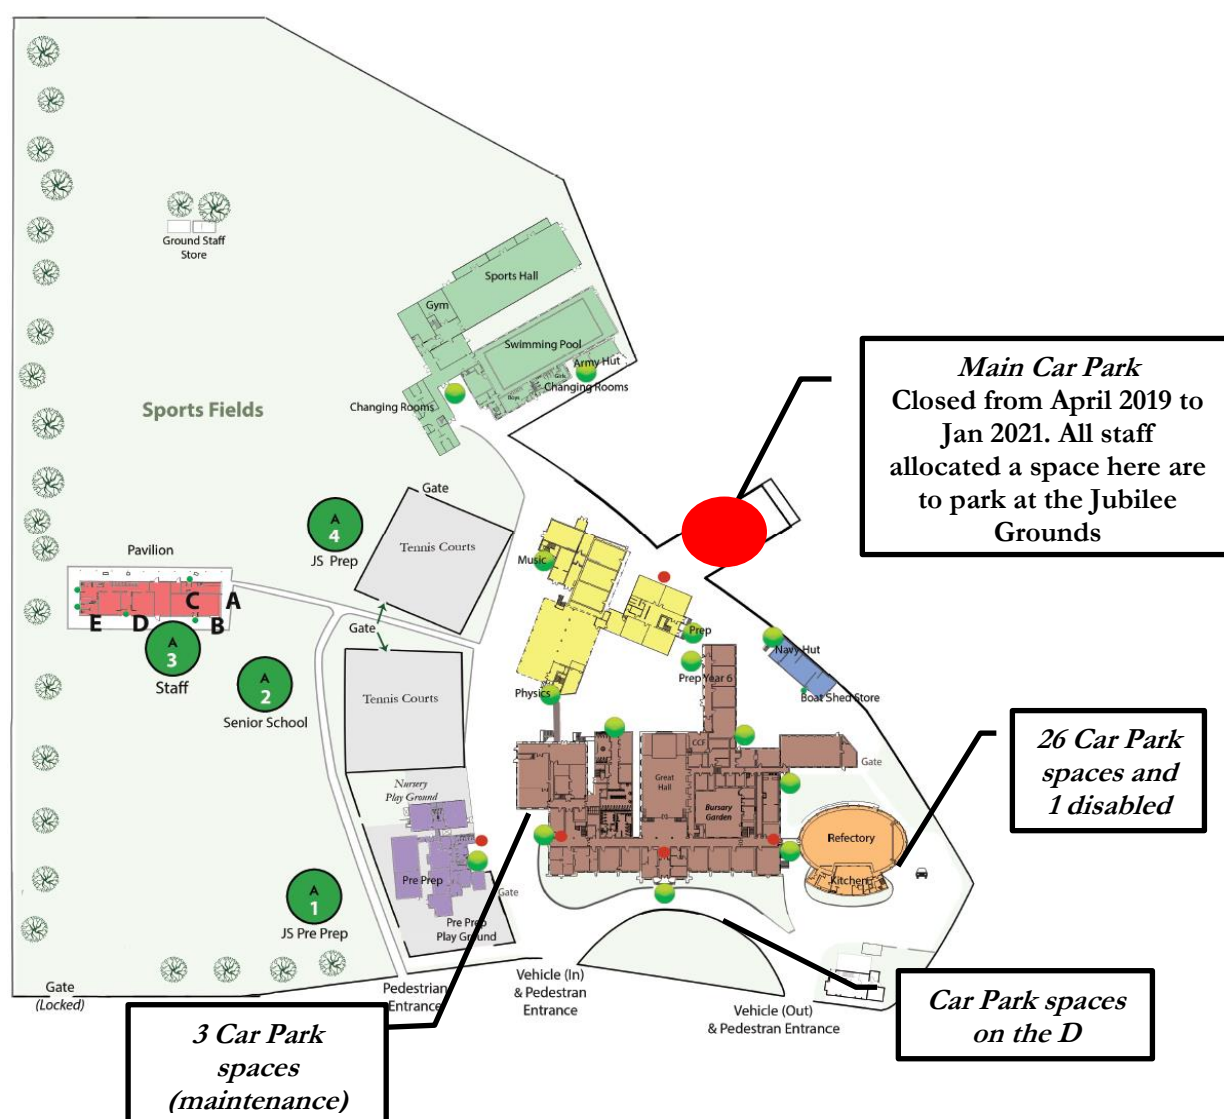 Ground Staff
Store
Sports Hall
Gym
Swimming Pool
Army Hut
Girls
Changing Rooms
Boys
Changing Rooms
Sports Fields
Main Car Park
Closed from April 2019 to
Jan 2021. All staff
allocated a space here are
to park at the Jubilee
Grounds
Gate
A
4
JS Prep
Tennis Courts
Music
Pavilion
C
A
E
D
B
Gate
Prep
A
3
Staff
A
2
Senior School
Navy Hut
Prep Year 6
Physics
Boat Shed Store
Tennis Courts
CCF
Gate
26 Car Park
spaces and
1 disabled
Nursery
Play Ground
Great
Hall
Bursary
Garden
Refectory
Kitchen
Pre Prep
Gate
A
1
JS Pre Prep
Pre Prep
Play Ground
Gate
(Locked)
Pedestrian
Entrance
Vehicle (In)
& Pedestran
Entrance
Vehicle (Out)
& Pedestran Entrance
Car Park spaces
on the D
3 Car Park
spaces
(maintenance)